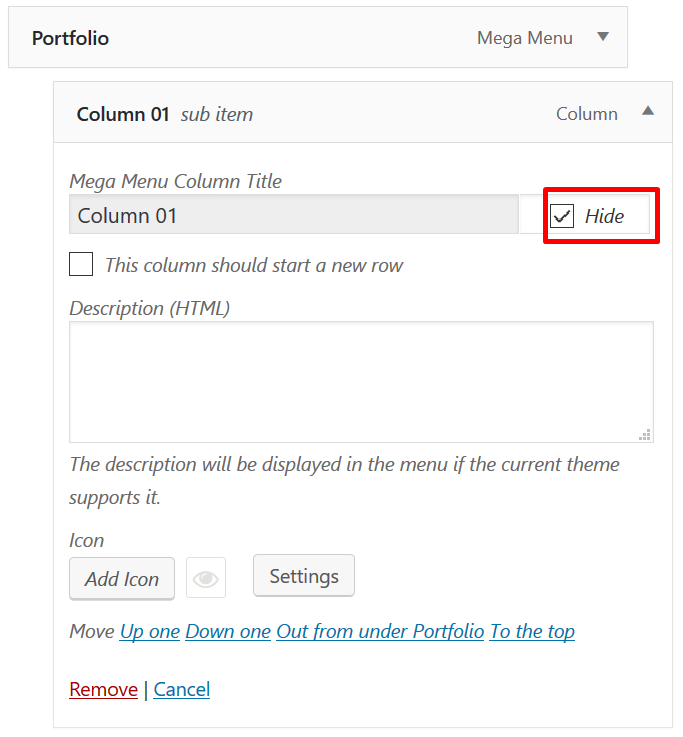 Portfolio Mega Menu
Column 01 sub item Column
Mega Menu Column Title
Column 01 Hide
This column should start a new row
Description (HTML)
The description will be displayed in the menu if the current theme
supports it.
Icon
Add Icon Settings
Move Up one Down one Out from under Portfolio To the top
Remove | Cancel